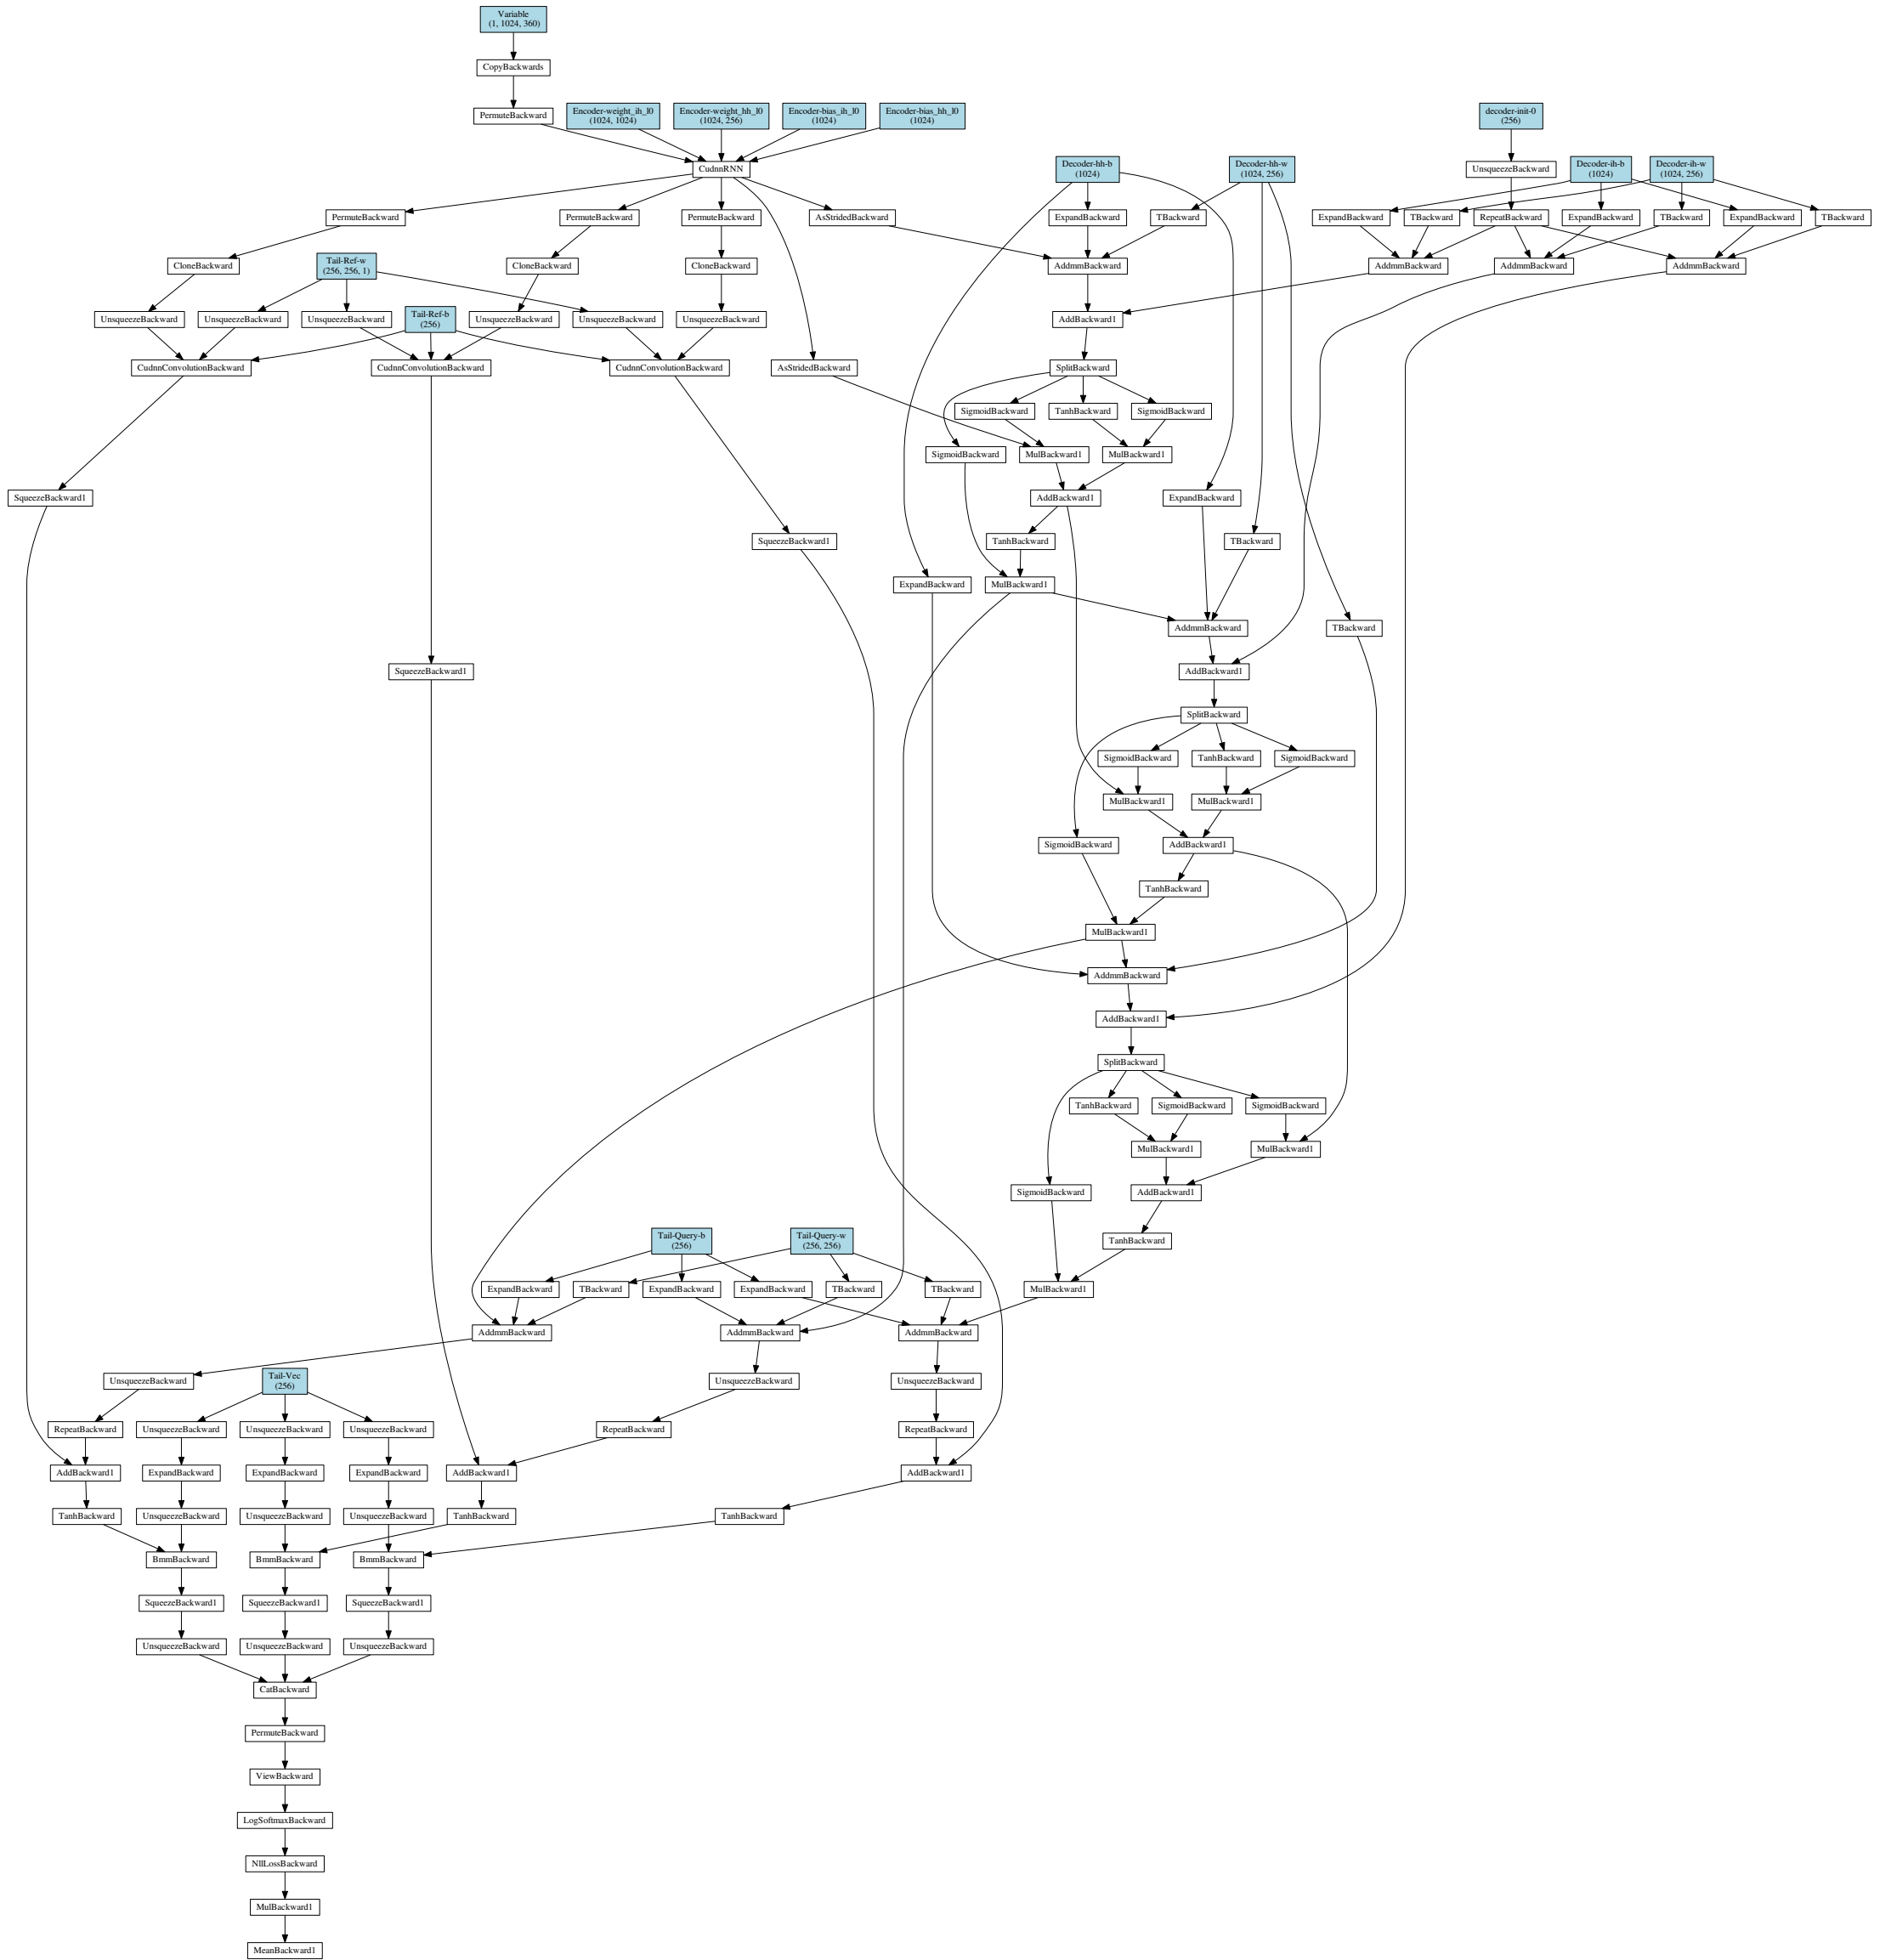 Variable
(1, 1024, 360)
CopyBackwards
PermuteBackward
Encoder-weight_ih_l0
(1024, 1024)
Encoder-weight_hh_l0
(1024, 256)
Encoder-bias_ih_l0
(1024)
Encoder-bias_hh_l0
(1024)
decoder-init-0
(256)
CudnnRNN
Decoder-hh-b
(1024)
Decoder-hh-w
(1024, 256)
UnsqueezeBackward
Decoder-ih-b
(1024)
Decoder-ih-w
(1024, 256)
PermuteBackward
PermuteBackward
PermuteBackward
AsStridedBackward
ExpandBackward
TBackward
ExpandBackward
TBackward
RepeatBackward
ExpandBackward
TBackward
ExpandBackward
TBackward
CloneBackward
Tail-Ref-w
(256, 256, 1)
CloneBackward
CloneBackward
AddmmBackward
AddmmBackward
AddmmBackward
AddmmBackward
UnsqueezeBackward
UnsqueezeBackward
UnsqueezeBackward
Tail-Ref-b
(256)
UnsqueezeBackward
UnsqueezeBackward
UnsqueezeBackward
AddBackward1
CudnnConvolutionBackward
CudnnConvolutionBackward
CudnnConvolutionBackward
AsStridedBackward
SplitBackward
SigmoidBackward
TanhBackward
SigmoidBackward
SigmoidBackward
MulBackward1
MulBackward1
SqueezeBackward1
AddBackward1
ExpandBackward
SqueezeBackward1
TanhBackward
TBackward
ExpandBackward
MulBackward1
AddmmBackward
TBackward
SqueezeBackward1
AddBackward1
SplitBackward
SigmoidBackward
TanhBackward
SigmoidBackward
MulBackward1
MulBackward1
SigmoidBackward
AddBackward1
TanhBackward
MulBackward1
AddmmBackward
AddBackward1
SplitBackward
TanhBackward
SigmoidBackward
SigmoidBackward
MulBackward1
MulBackward1
SigmoidBackward
AddBackward1
Tail-Query-b
(256)
Tail-Query-w
(256, 256)
TanhBackward
ExpandBackward
TBackward
ExpandBackward
ExpandBackward
TBackward
TBackward
MulBackward1
AddmmBackward
AddmmBackward
AddmmBackward
UnsqueezeBackward
Tail-Vec
(256)
UnsqueezeBackward
UnsqueezeBackward
RepeatBackward
UnsqueezeBackward
UnsqueezeBackward
UnsqueezeBackward
RepeatBackward
RepeatBackward
AddBackward1
ExpandBackward
ExpandBackward
ExpandBackward
AddBackward1
AddBackward1
TanhBackward
UnsqueezeBackward
UnsqueezeBackward
UnsqueezeBackward
TanhBackward
TanhBackward
BmmBackward
BmmBackward
BmmBackward
SqueezeBackward1
SqueezeBackward1
SqueezeBackward1
UnsqueezeBackward
UnsqueezeBackward
UnsqueezeBackward
CatBackward
PermuteBackward
ViewBackward
LogSoftmaxBackward
NllLossBackward
MulBackward1
MeanBackward1